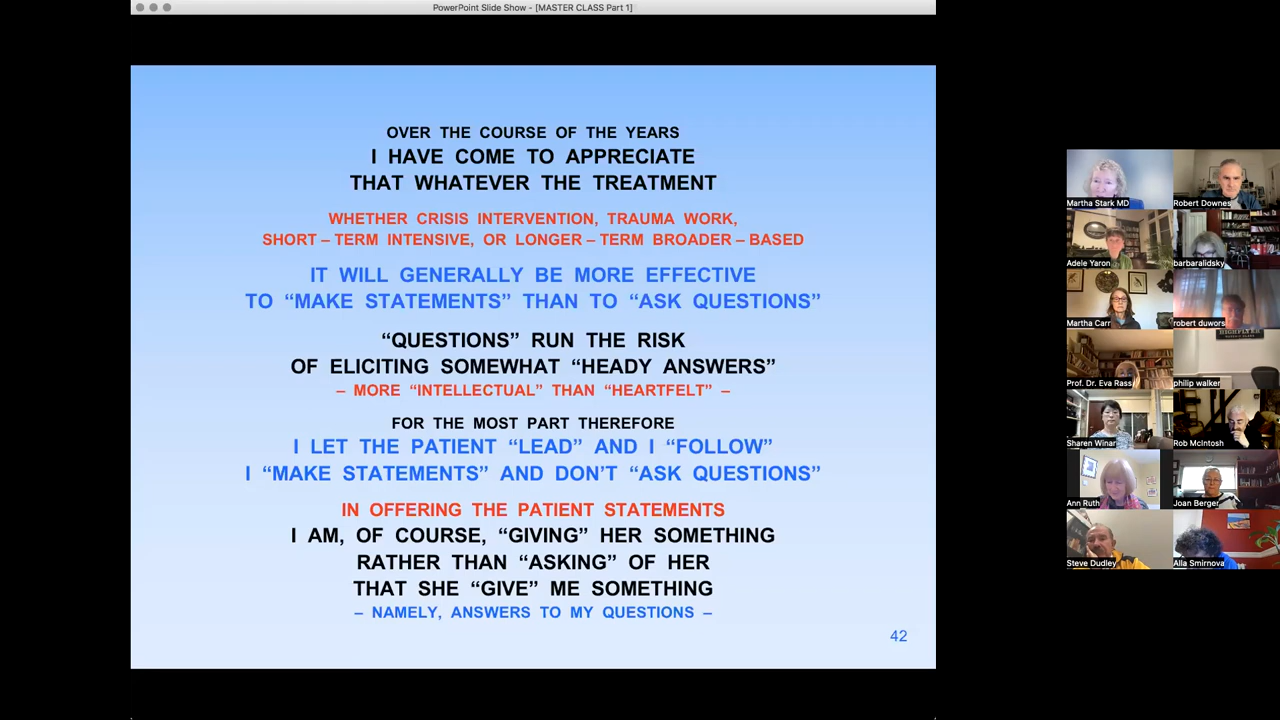 PowerPoint Slide Show - [MASTER CLASS Part 1]
OVER THE COURSE OF THE YEARS
I HAVE COME TO APPRECIATE
THAT WHATEVER THE TREATMENT
WHETHER CRISIS INTERVENTION, TRAUMA WORK,
SHORT – TERM INTENSIVE, OR LONGER – TERM BROADER – BASED
IT WILL GENERALLY BE MORE EFFECTIVE
TO “MAKE STATEMENTS” THAN TO “ASK QUESTIONS”
“QUESTIONS” RUN THE RISK
OF ELICITING SOMEWHAT “HEADY ANSWERS”
– MORE “INTELLECTUAL” THAN “HEARTFELT” –
FOR THE MOST PART THEREFORE
I LET THE PATIENT “LEAD” AND I “FOLLOW”
I “MAKE STATEMENTS” AND DON’T “ASK QUESTIONS”
IN OFFERING THE PATIENT STATEMENTS
I AM, OF COURSE, “GIVING” HER SOMETHING
RATHER THAN “ASKING” OF HER
THAT SHE “GIVE” ME SOMETHING
– NAMELY, ANSWERS TO MY QUESTIONS –
42
Martha Stark MD
Robert Downes
Adele Yaron
barbaralidsky
Martha Carr
robert duwors
HIGHFLYER
Prof. Dr. Eva Rass
philip walker
Sharen Winar
Rob McIntosh
Ann Ruth
Joan Berger
Steve Dudley
Alla Smirnova